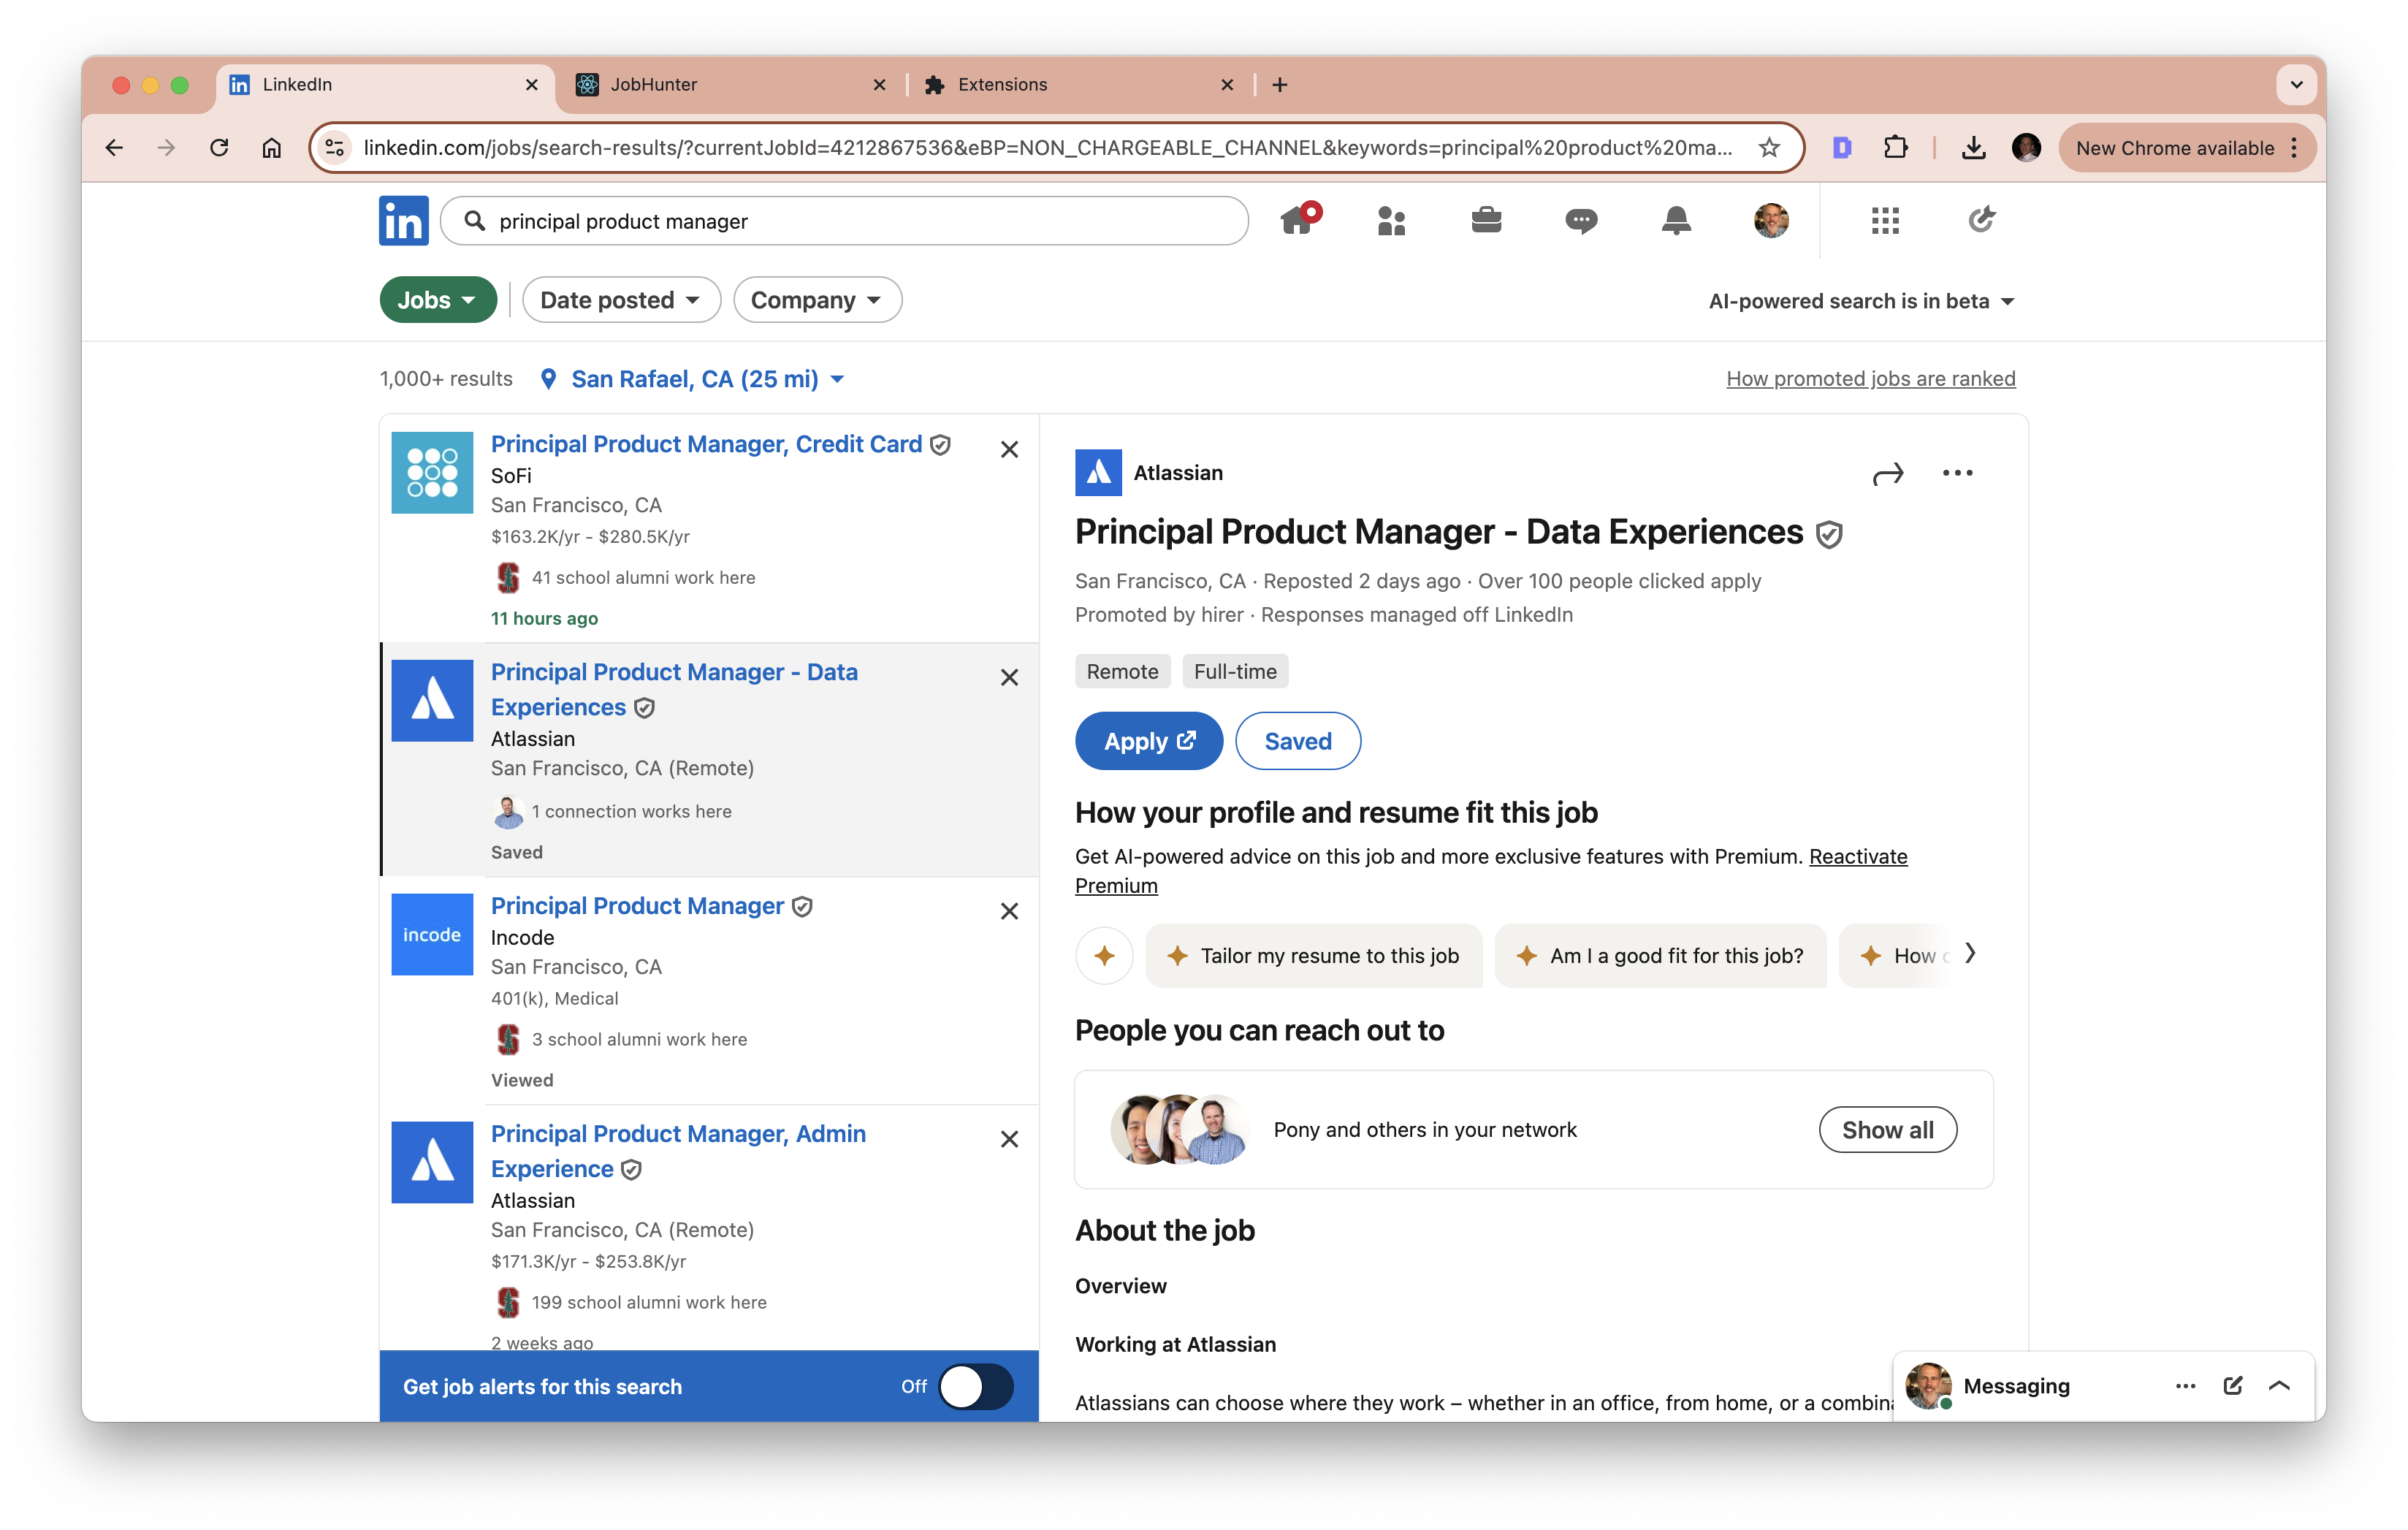 LinkedIn
JobHunter
Extensions
linkedin.com/jobs/search-results/?currentJobId=4212867536&eBP=NON_CHARGEABLE_CHANNEL&keywords=principal%20product%20ma...
New Chrome available
in
principal product manager
Jobs
Date posted
Company
AI-powered search is in beta
1,000+ results
San Rafael, CA (25 mi)
How promoted jobs are ranked
Principal Product Manager, Credit Card
SoFi
San Francisco, CA
$163.2K/yr - $280.5K/yr
41 school alumni work here
11 hours ago
Principal Product Manager - Data
Experiences
Atlassian
San Francisco, CA (Remote)
1 connection works here
Saved
incode
Principal Product Manager
Incode
San Francisco, CA
401(k), Medical
3 school alumni work here
Viewed
Principal Product Manager, Admin
Experience
Atlassian
San Francisco, CA (Remote)
$171.3K/yr - $253.8K/yr
199 school alumni work here
2 weeks ago
Get job alerts for this search
Off
Atlassian
Principal Product Manager - Data Experiences
San Francisco, CA · Reposted 2 days ago · Over 100 people clicked apply
Promoted by hirer · Responses managed off LinkedIn
Remote
Full-time
Apply
Saved
How your profile and resume fit this job
Get AI-powered advice on this job and more exclusive features with Premium. Reactivate
Premium
Tailor my resume to this job
Am I a good fit for this job?
How
People you can reach out to
Pony and others in your network
Show all
About the job
Overview
Working at Atlassian
Atlassians can choose where they work – whether in an office, from home, or a
Messaging